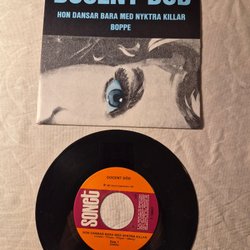 DOCENT DÖD
HON DANSAR BARA MED NYKTRA KILLAR
BOPPE
DOCENT DÖD
SONET
HON DANSAR BARA MED NYKTRA KILLAR